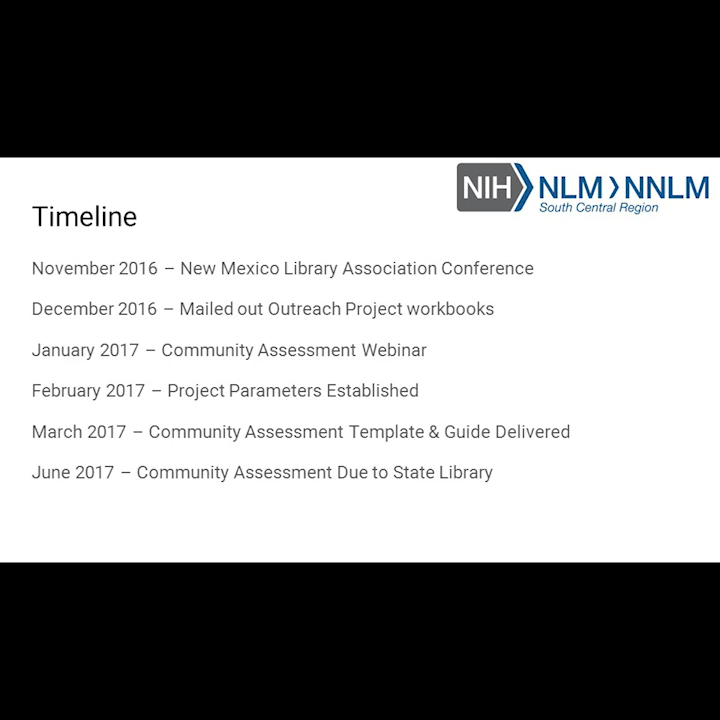 NIH NLM NNLM
South Central Region
Timeline
November 2016 – New Mexico Library Association Conference
December 2016 – Mailed out Outreach Project workbooks
January 2017 – Community Assessment Webinar
February 2017 – Project Parameters Established
March 2017 – Community Assessment Template & Guide Delivered
June 2017 – Community Assessment Due to State Library